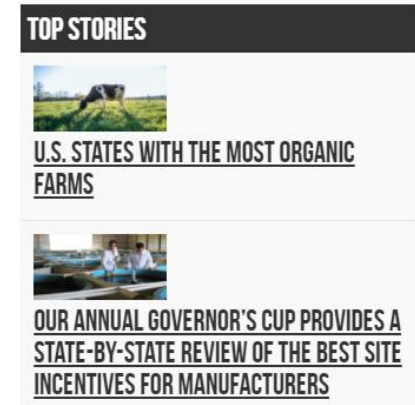 TOP STORIES
U.S. STATES WITH THE MOST ORGANIC
FARMS
OUR ANNUAL GOVERNOR'S CUP PROVIDES A
STATE-BY-STATE REVIEW OF THE BEST SITE
INCENTIVES FOR MANUFACTURERS